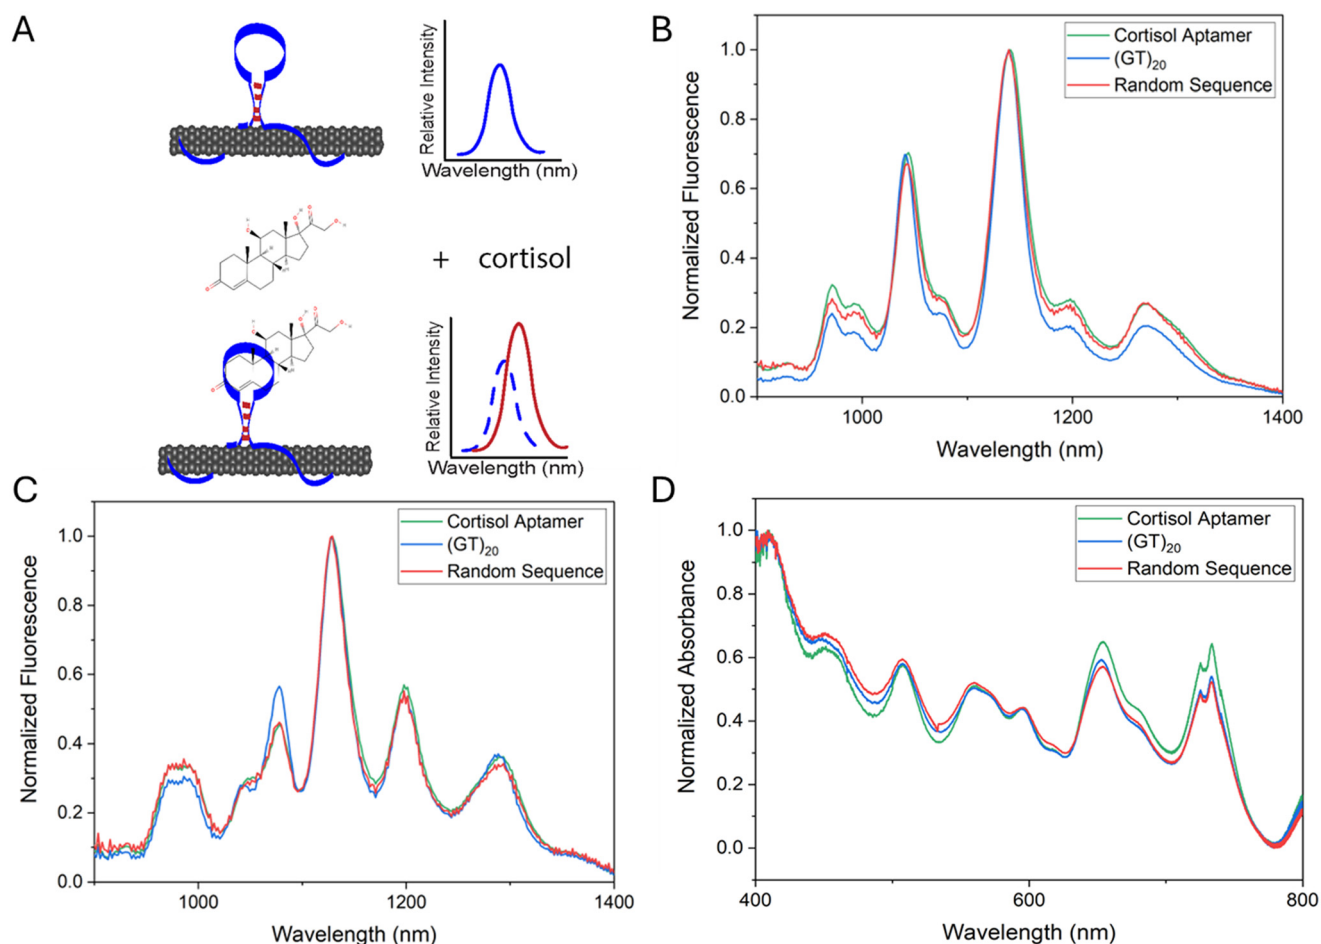 A
Relative Intensity
Wavelength (nm)
+ cortisol
Relative Intensity
Wavelength (nm)
B
Cortisol Aptamer
(GT)20
Random Sequence
Normalized Fluorescence
1.0
0.8
0.6
0.4
0.2
0.0
1000
1200
1400
Wavelength (nm)
C
Cortisol Aptamer
(GT)20
Random Sequence
Normalized Fluorescence
1.0
0.8
0.6
0.4
0.2
0.0
1000
1200
1400
Wavelength (nm)
D
Cortisol Aptamer
(GT)20
Random Sequence
Normalized Absorbance
1.0
0.8
0.6
0.4
0.2
0.0
400
600
800
Wavelength (nm)